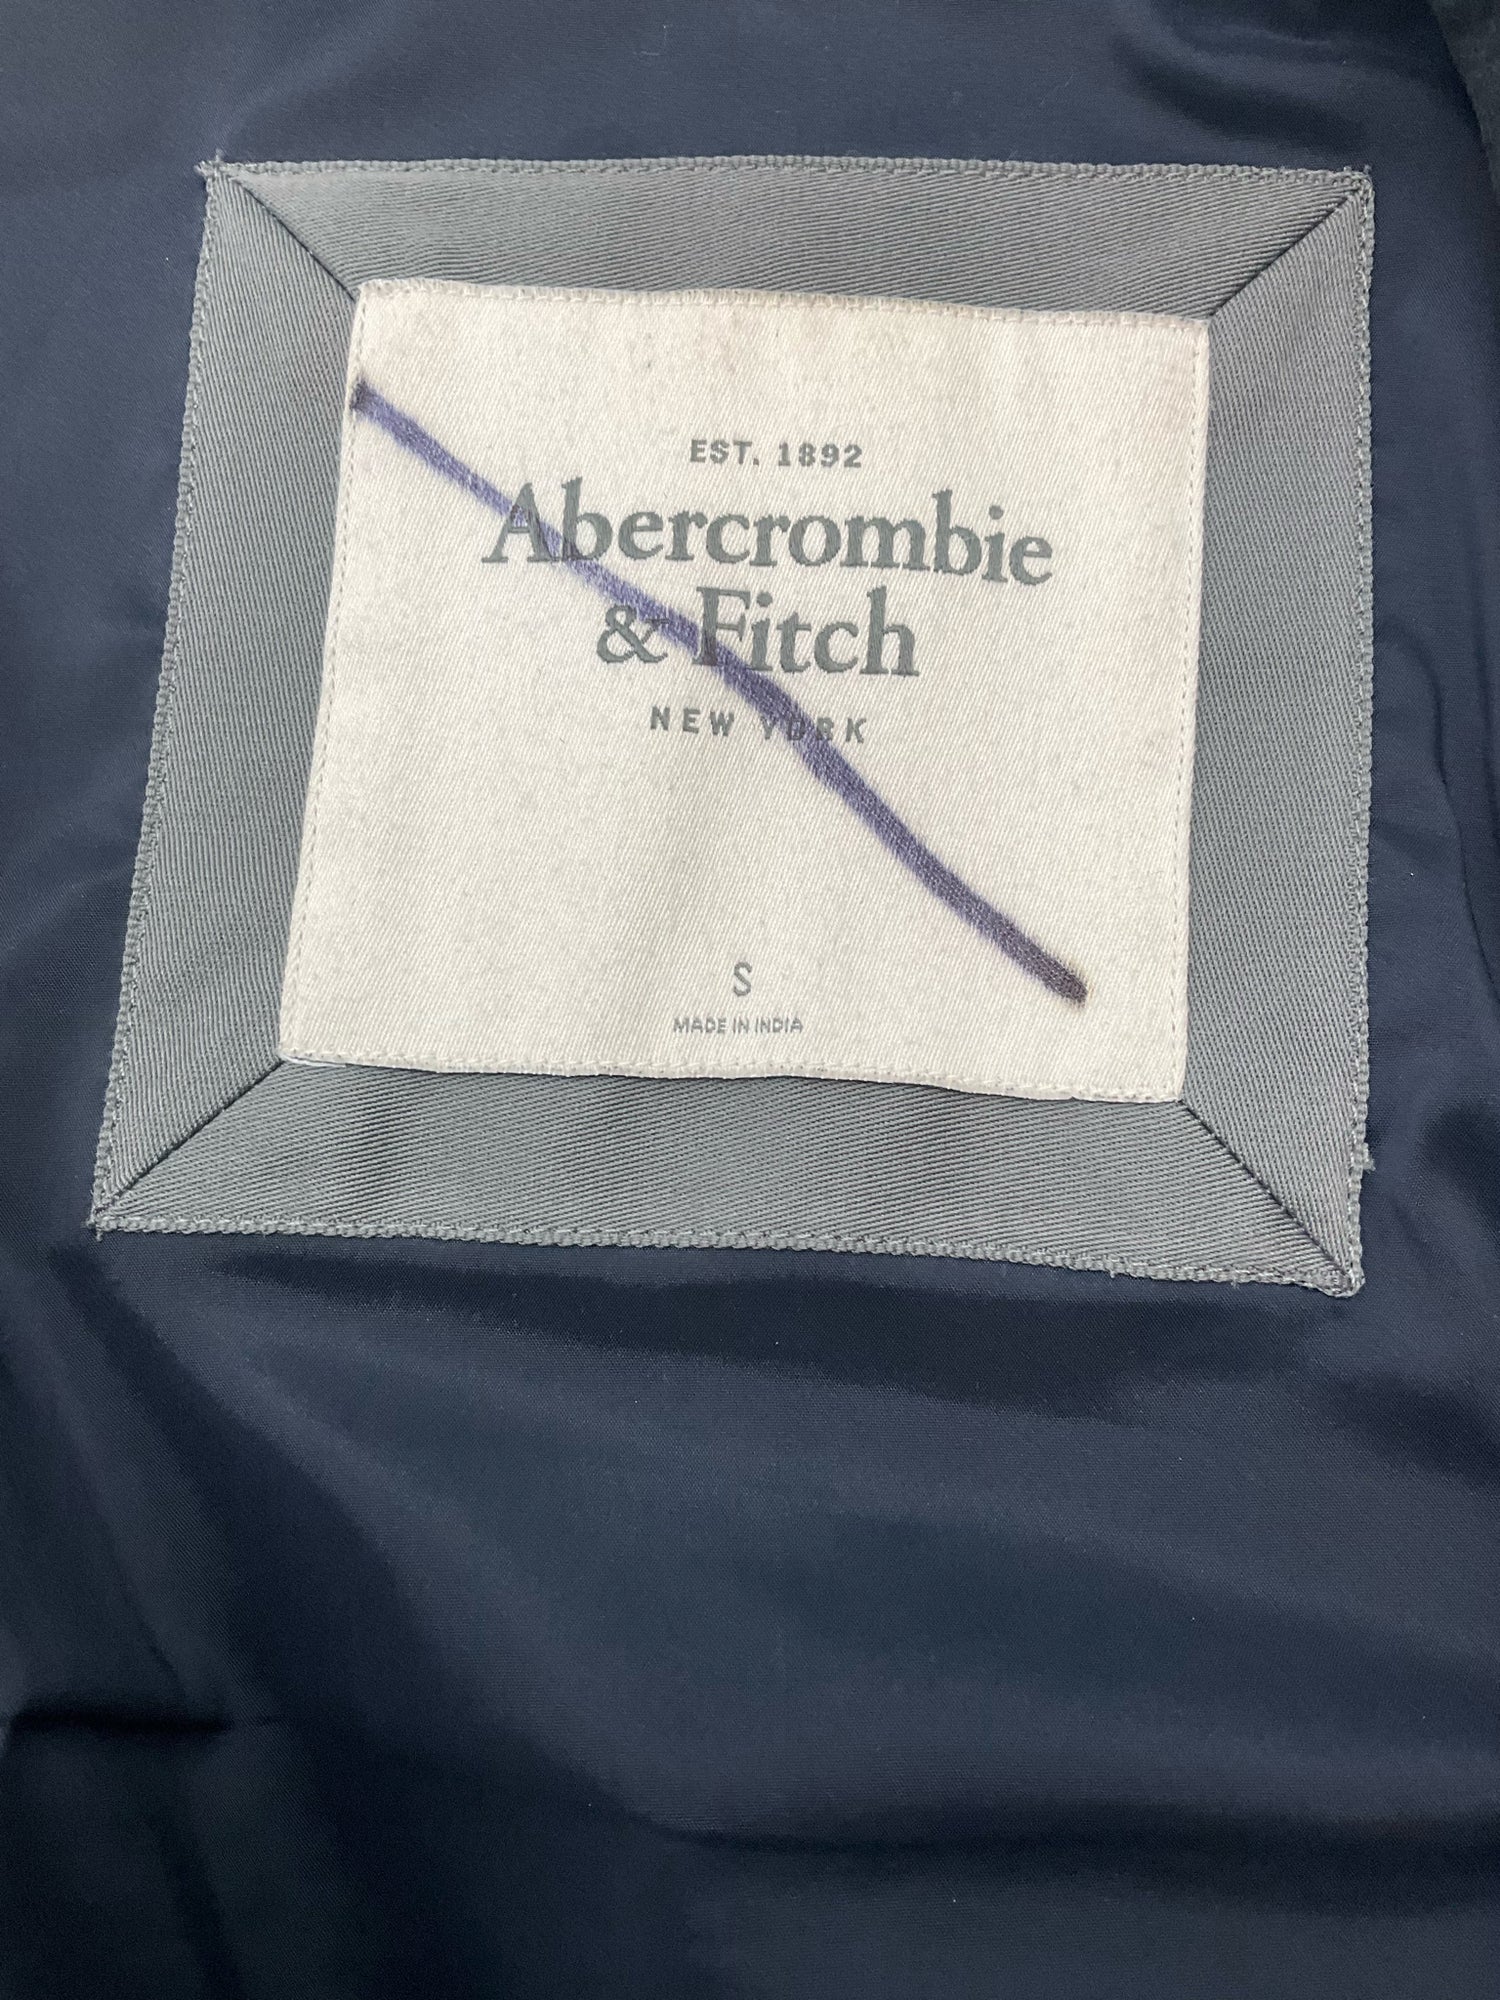 EST. 1892
Abercrombie
& Fitch
NEW YORK
S
MADE IN INDIA